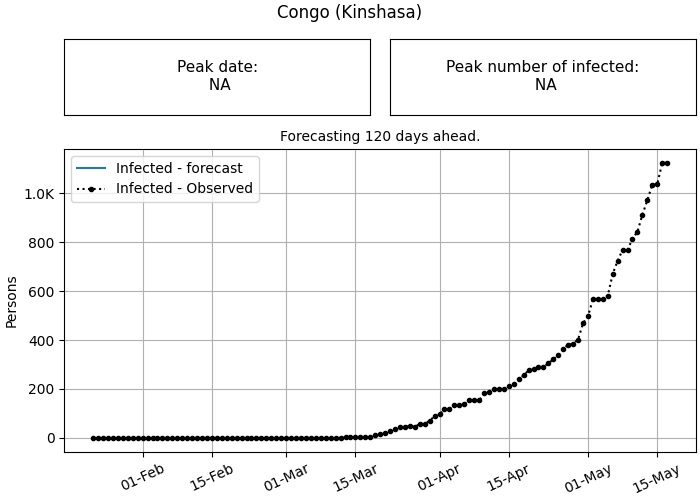 Congo (Kinshasa)
Peak date:
NA
Peak number of infected:
NA
Forecasting 120 days ahead.
Infected - forecast
Infected - Observed
1.0K
800
600
400
200
0
Persons
01-Feb
15-Feb
01-Mar
15-Mar
01-Apr
15-Apr
01-May
15-May